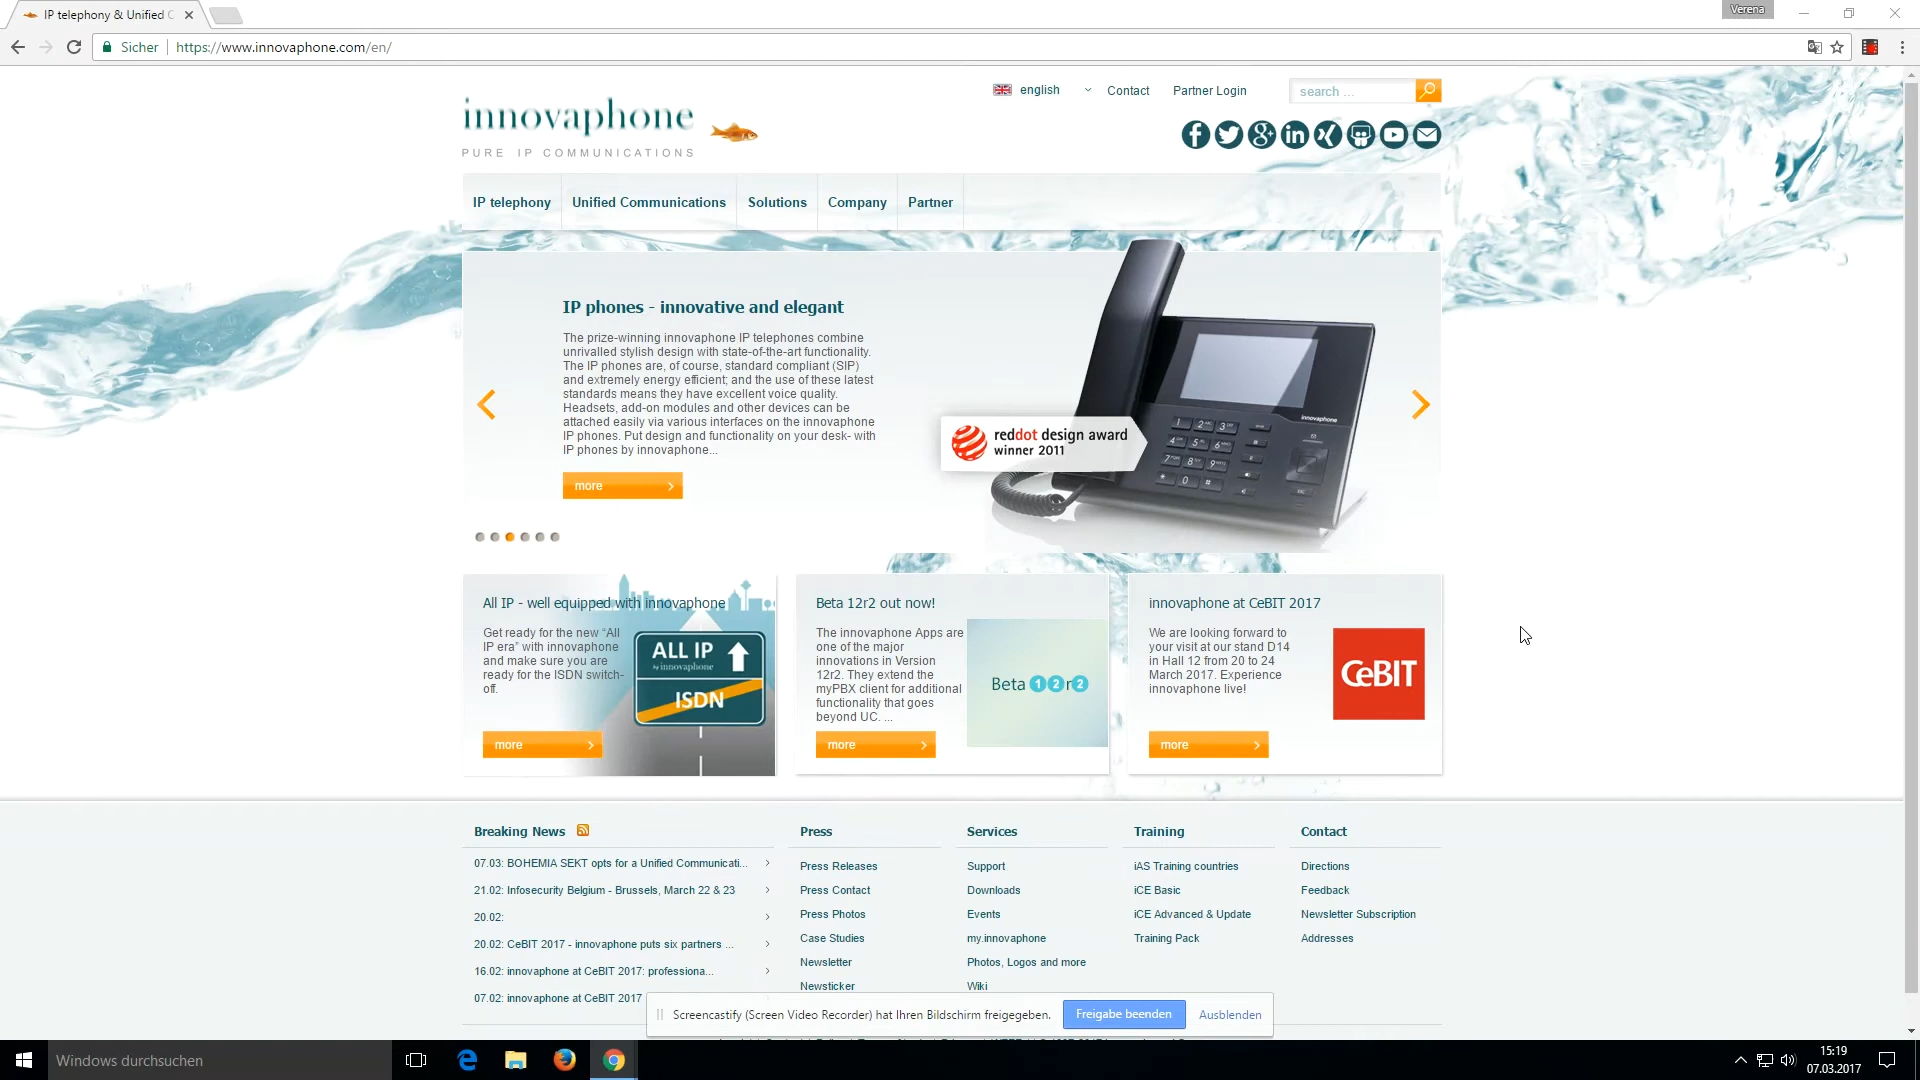 IP telephony & Unified C
Verena
Sicher
https://www.innovaphone.com/en/
english
Contact
Partner Login
search ...
innovaphone
PURE IP COMMUNICATIONS
IP telephony
Unified Communications
Solutions
Company
Partner
IP phones - innovative and elegant
The prize-winning innovaphone IP telephones combine
unrivalled stylish design with state-of-the-art functionality.
The IP phones are, of course, standard compliant (SIP)
and extremely energy efficient; and the use of these latest
standards means they have excellent voice quality.
Headsets, add-on modules and other devices can be
attached easily via various interfaces on the innovaphone
IP phones. Put design and functionality on your desk- with
IP phones by innovaphone...
more
reddot design award
winner 2011
innovaphone
All IP - well equipped with innovaphone
Get ready for the new “All
IP era” with innovaphone
and make sure you are
ready for the ISDN switch-
off.
more
ALL IP
by innovaphone
ISDN
Beta 12r2 out now!
The innovaphone Apps are
one of the major
innovations in Version
12r2. They extend the
myPBX client for additional
functionality that goes
beyond UC. ...
more
Beta 12r2
innovaphone at CeBIT 2017
We are looking forward to
your visit at our stand D14
in Hall 12 from 20 to 24
March 2017. Experience
innovaphone live!
more
CeBIT
Breaking News
07.03: BOHEMIA SEKT opts for a Unified Communicati...
21.02: Infosecurity Belgium - Brussels, March 22 & 23
20.02:
20.02: CeBIT 2017 - innovaphone puts six partners ...
16.02: innovaphone at CeBIT 2017: professiona...
07.02: innovaphone at CeBIT 2017
Press
Press Releases
Press Contact
Press Photos
Case Studies
Newsletter
Newsticker
Services
Support
Downloads
Events
my.innovaphone
Photos, Logos and more
Wiki
Training
iAS Training countries
iCE Basic
iCE Advanced & Update
Training Pack
Contact
Directions
Feedback
Newsletter Subscription
Addresses
Screencastify (Screen Video Recorder) hat Ihren Bildschirm freigegeben.
Freigabe beenden
Ausblenden
Windows durchsuchen
15:19
07.03.2017